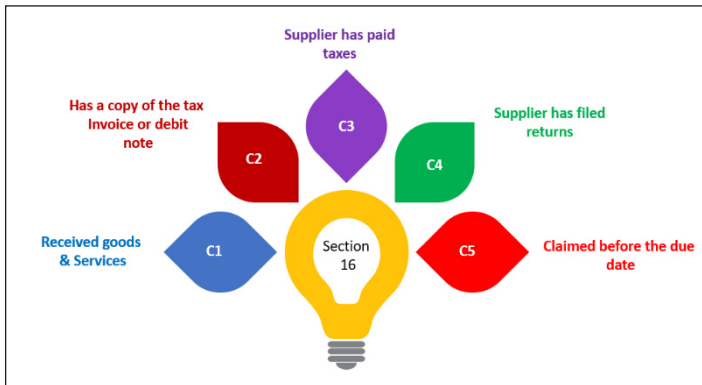 Supplier has paid
taxes
Has a copy of the tax
Invoice or debit
note
Supplier has filed
returns
C3
C2
C4
Received goods
& Services
C1
Section
16
C5
Claimed before the due
date